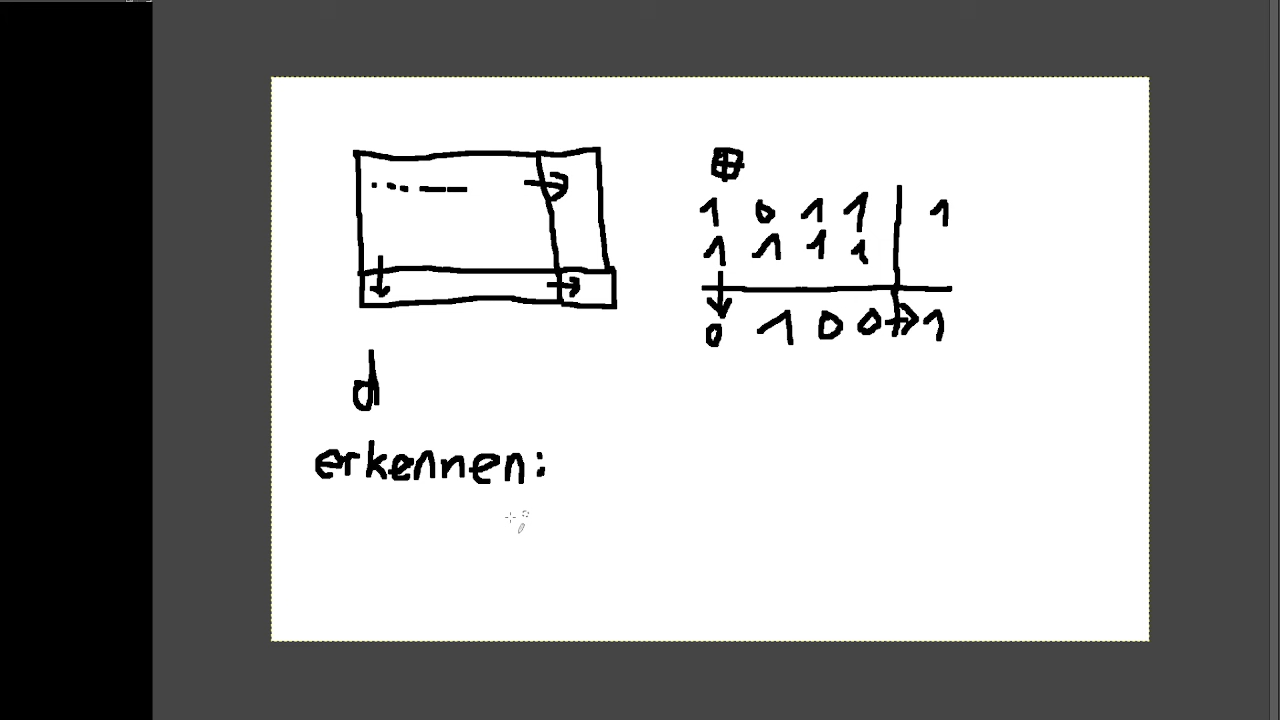 ⊕
1 0 1 1 | 1
1 1 1 1 |
0 1 0 0 → 1
d
erkennen: